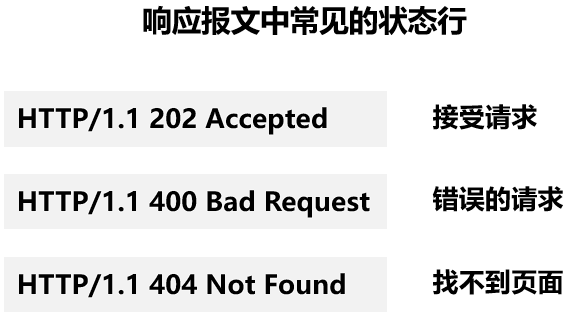 响应报文中常见的状态行
HTTP/1.1 202 Accepted 接受请求
HTTP/1.1 400 Bad Request 错误的请求
HTTP/1.1 404 Not Found 找不到页面